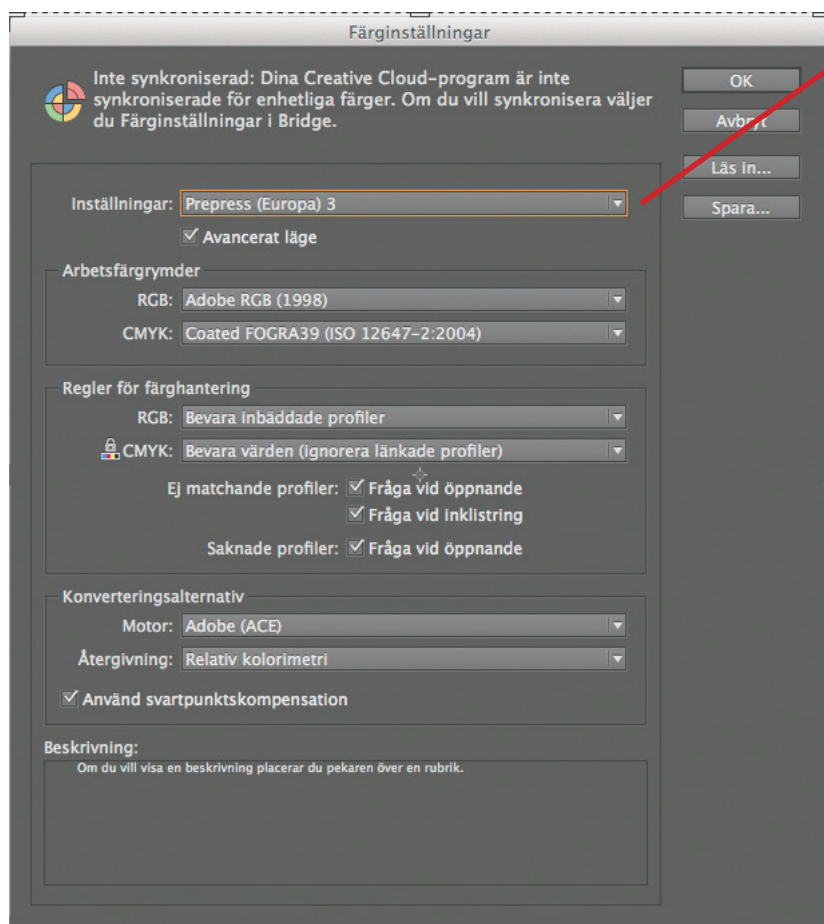 Färginställningar
Inte synkroniserad: Dina Creative Cloud-program är inte
synkroniserade för enhetliga färger. Om du vill synkronisera väljer
du Färginställningar i Bridge.
OK
Avbryt
Läs in...
Spara...
Inställningar: Prepress (Europa) 3
Avancerat läge
Arbetsfärgrymder
RGB: Adobe RGB (1998)
CMYK: Coated FOGRA39 (ISO 12647-2:2004)
Regler för färghantering
RGB: Bevara inbäddade profiler
CMYK: Bevara värden (ignorera länkade profiler)
Ej matchande profiler: Fråga vid öppnande
Fråga vid inklistring
Saknade profiler: Fråga vid öppnande
Konverteringsalternativ
Motor: Adobe (ACE)
Återgivning: Relativ kolorimetri
Använd svartpunktskompensation
Beskrivning:
Om du vill visa en beskrivning placerar du pekaren över en rubrik.